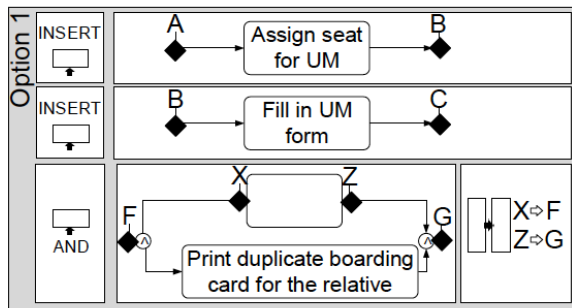 Option 1
INSERT
A
B
Assign seat
for UM
INSERT
B
C
Fill in UM
form
AND
F
X
Z
G
^
^
Print duplicate boarding
card for the relative
X⇨F
Z⇨G